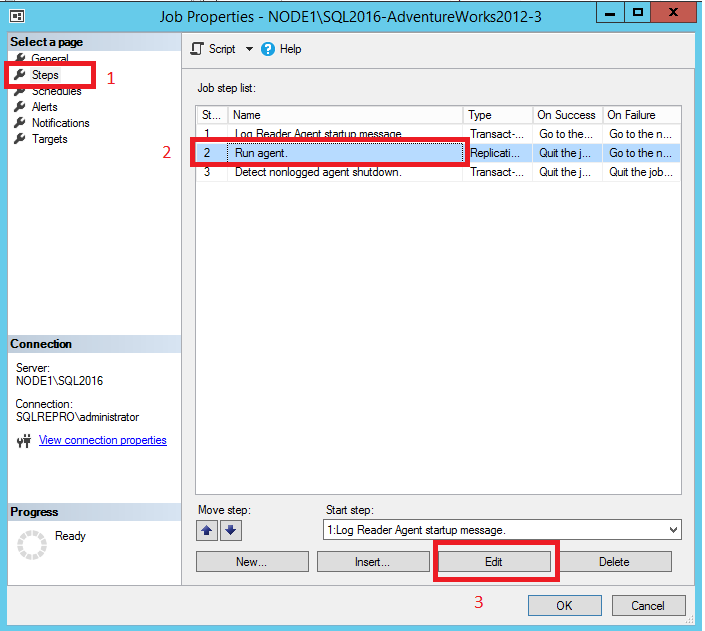 Job Properties - NODE1\SQL2016-AdventureWorks2012-3
Select a page
General
Steps
1
Schedules
Alerts
Notifications
Targets
Script
Help
Job step list:
St... Name Type On Success On Failure
1 Log Reader Agent startup message. Transact-... Go to the... Go to the n...
2
2 Run agent. Replicati... Quit the j... Go to the n...
3 Detect nonlogged agent shutdown. Transact-... Quit the j... Quit the job...
Connection
Server:
NODE1\SQL2016
Connection:
SQLREPRO\administrator
View connection properties
Progress
Ready
Move step:
Start step:
1:Log Reader Agent startup message.
New... Insert... Edit Delete
3
OK Cancel